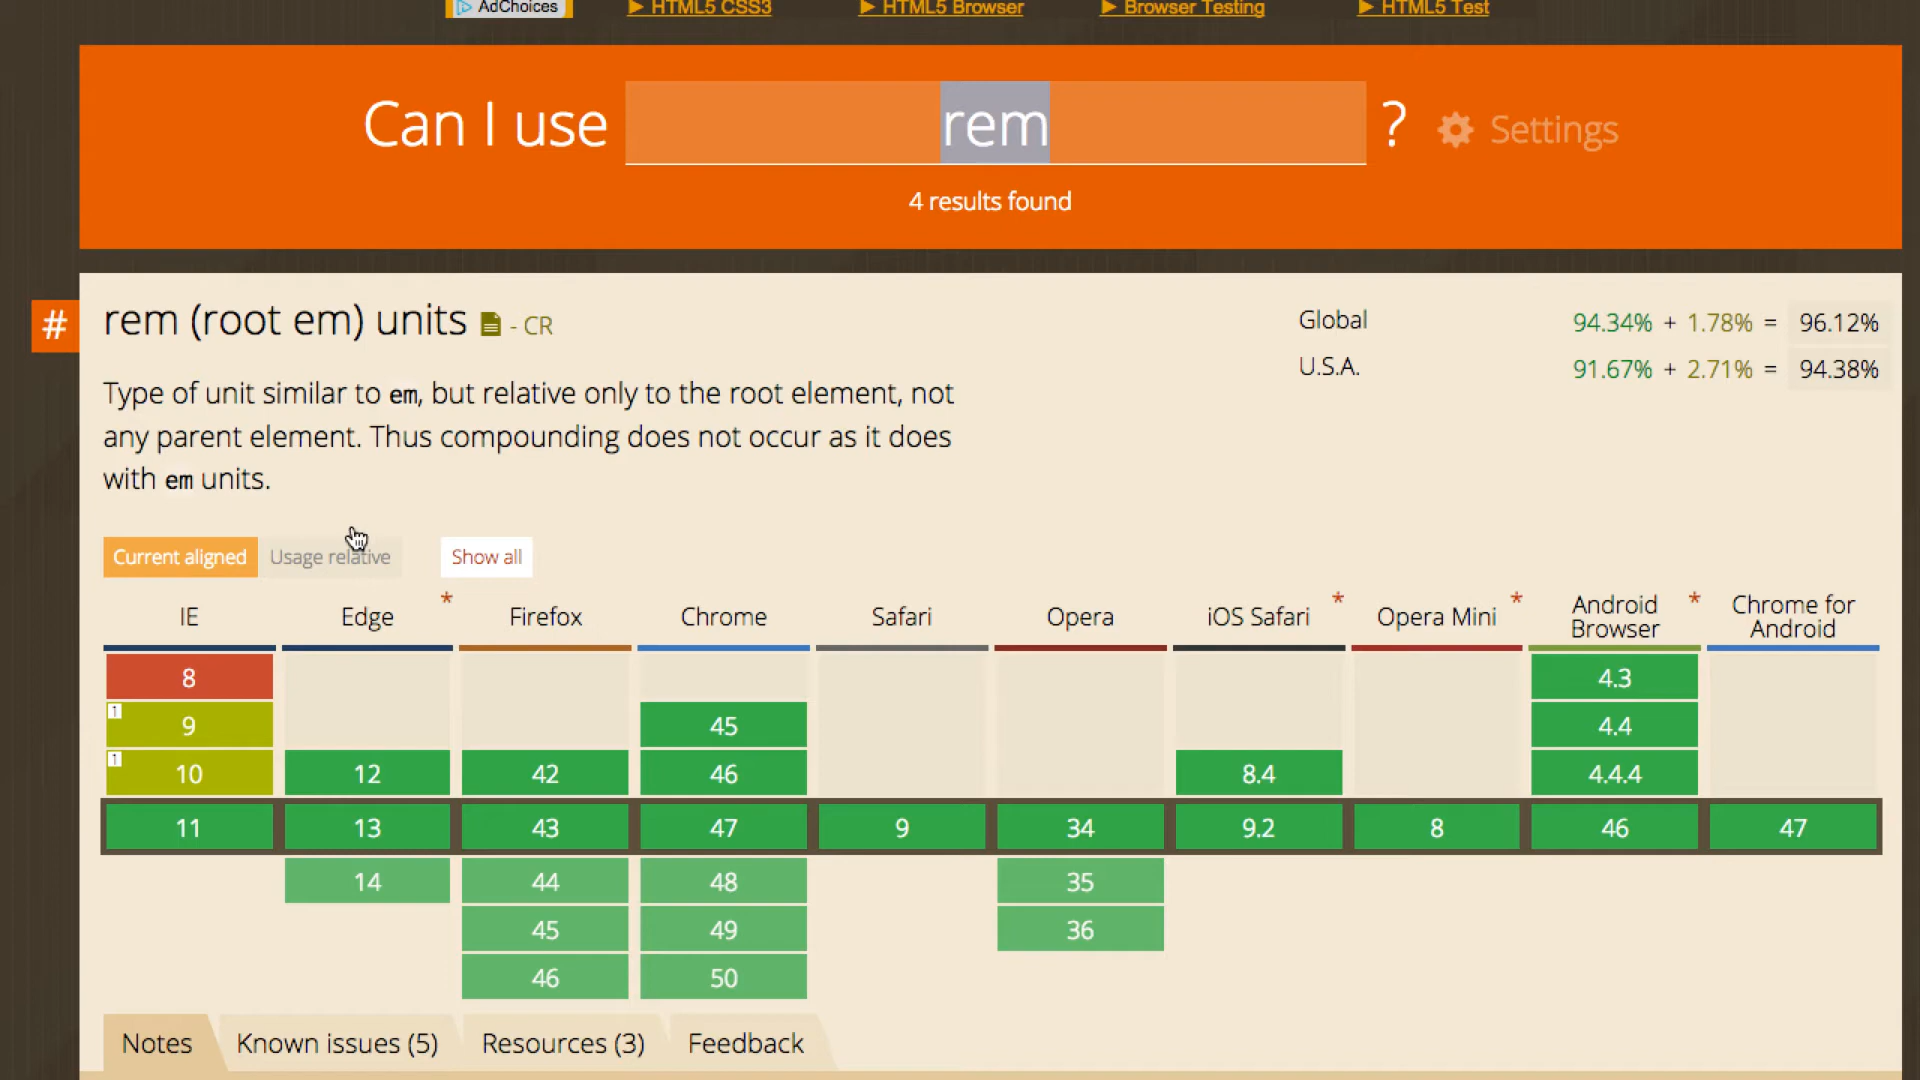 AdChoices
► HTML5 CSS3
► HTML5 Browser
► Browser Testing
► HTML5 Test
Can I use rem ? Settings
4 results found
# rem (root em) units - CR
Global 94.34% + 1.78% = 96.12%
U.S.A. 91.67% + 2.71% = 94.38%
Type of unit similar to em, but relative only to the root element, not
any parent element. Thus compounding does not occur as it does
with em units.
Current aligned Usage relative Show all
IE Edge * Firefox Chrome Safari Opera iOS Safari * Opera Mini * Android Browser * Chrome for Android
8 4.3
1 9 45 4.4
1 10 12 42 46 8.4 4.4.4
11 13 43 47 9 34 9.2 8 46 47
14 44 48 35
45 49 36
46 50
Notes Known issues (5) Resources (3) Feedback